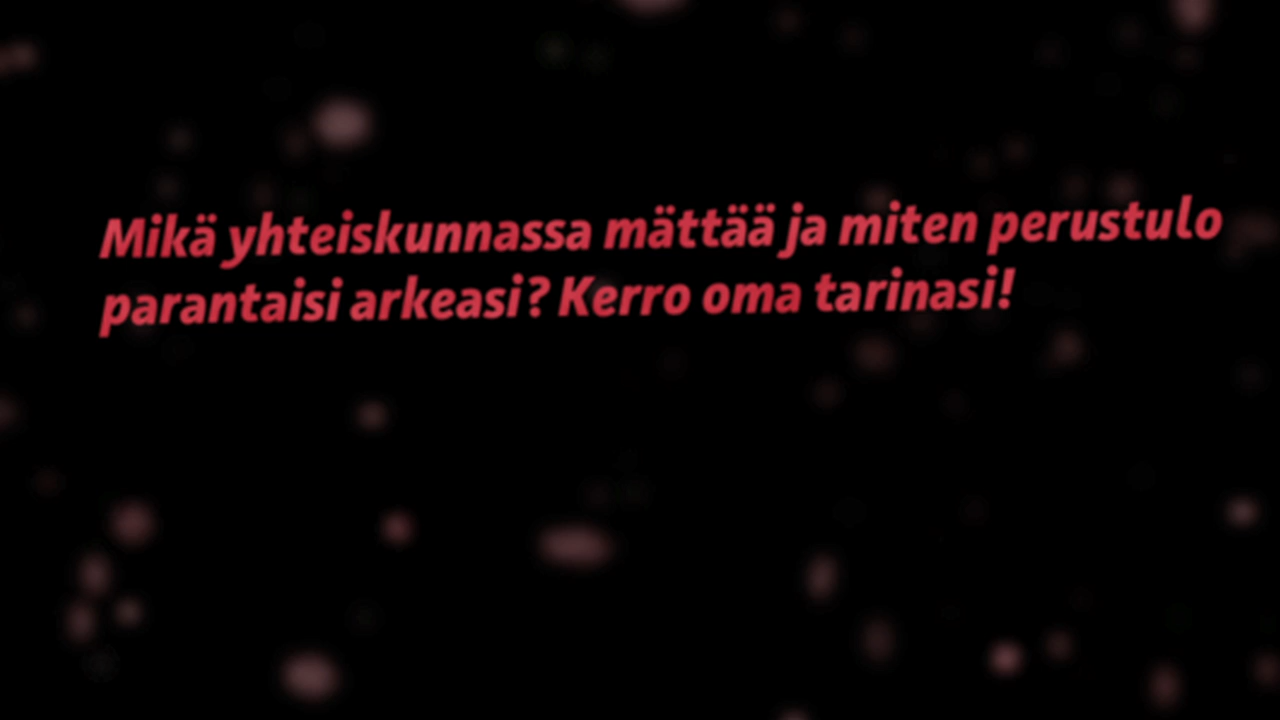 Mikä yhteiskunnassa mättää ja miten perustulo
parantaisi arkeasi? Kerro oma tarinasi!